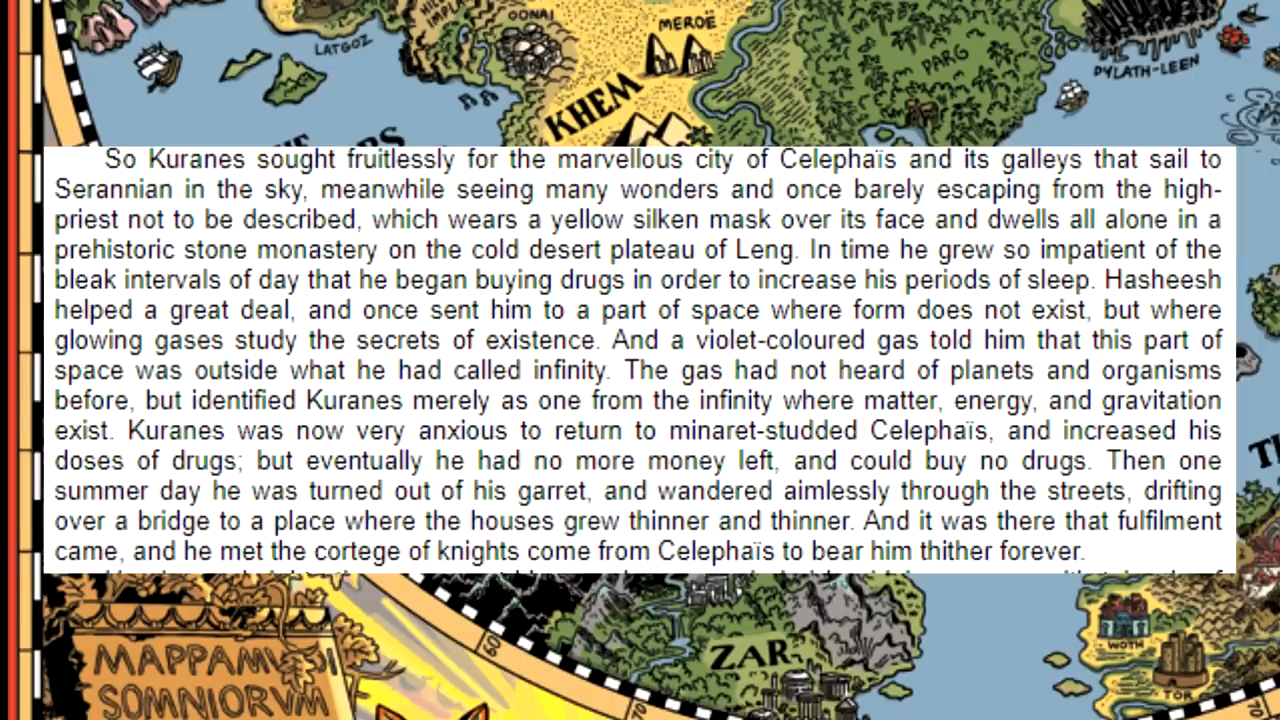 OONAI
MEROË
LATGOZ
PARG
DYLATH-LEEN
KHEM
So Kuranes sought fruitlessly for the marvellous city of Celephaïs and its galleys that sail to
Serannian in the sky, meanwhile seeing many wonders and once barely escaping from the high-
priest not to be described, which wears a yellow silken mask over its face and dwells all alone in a
prehistoric stone monastery on the cold desert plateau of Leng. In time he grew so impatient of the
bleak intervals of day that he began buying drugs in order to increase his periods of sleep. Hasheesh
helped a great deal, and once sent him to a part of space where form does not exist, but where
glowing gases study the secrets of existence. And a violet-coloured gas told him that this part of
space was outside what he had called infinity. The gas had not heard of planets and organisms
before, but identified Kuranes merely as one from the infinity where matter, energy, and gravitation
exist. Kuranes was now very anxious to return to minaret-studded Celephaïs, and increased his
doses of drugs; but eventually he had no more money left, and could buy no drugs. Then one
summer day he was turned out of his garret, and wandered aimlessly through the streets, drifting
over a bridge to a place where the houses grew thinner and thinner. And it was there that fulfilment
came, and he met the cortege of knights come from Celephaïs to bear him thither forever.
50
ZAR
WOTH
TOR
SOMNIORVM
70
70